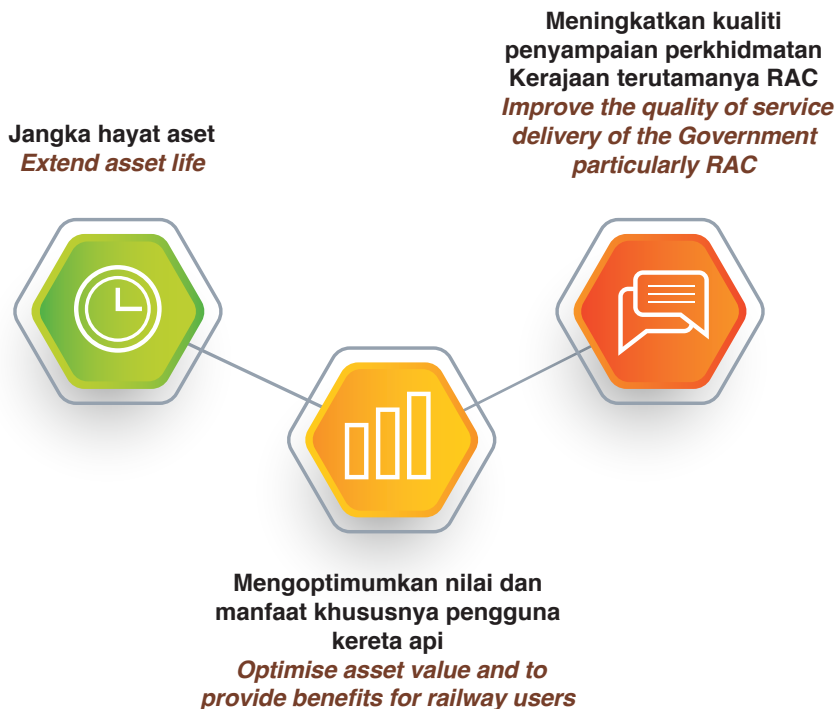 Jangka hayat aset
Extend asset life
Mengoptimumkan nilai dan
manfaat khususnya pengguna
kereta api
Optimise asset value and to
provide benefits for railway users
Meningkatkan kualiti
penyampaian perkhidmatan
Kerajaan terutamanya RAC
Improve the quality of service
delivery of the Government
particularly RAC